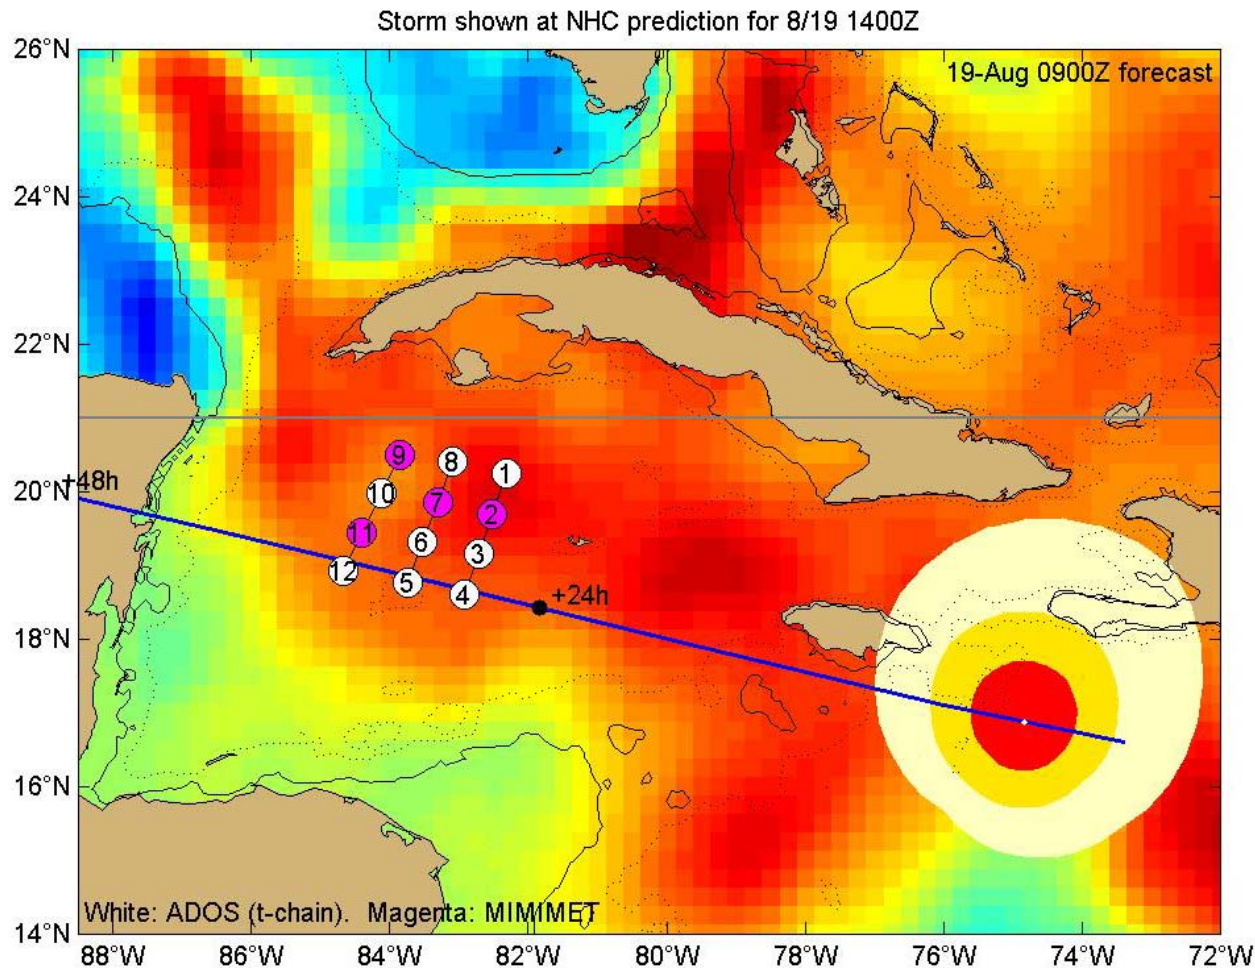 Storm shown at NHC prediction for 8/19 1400Z
26°N
19-Aug 0900Z forecast
24°N
22°N
9
8
1
+48h
20°N
10
7
2
11
6
3
12
5
4
+24h
18°N
16°N
White: ADOS (t-chain). Magenta: MIMIMET
14°N
88°W 86°W 84°W 82°W 80°W 78°W 76°W 74°W 72°W